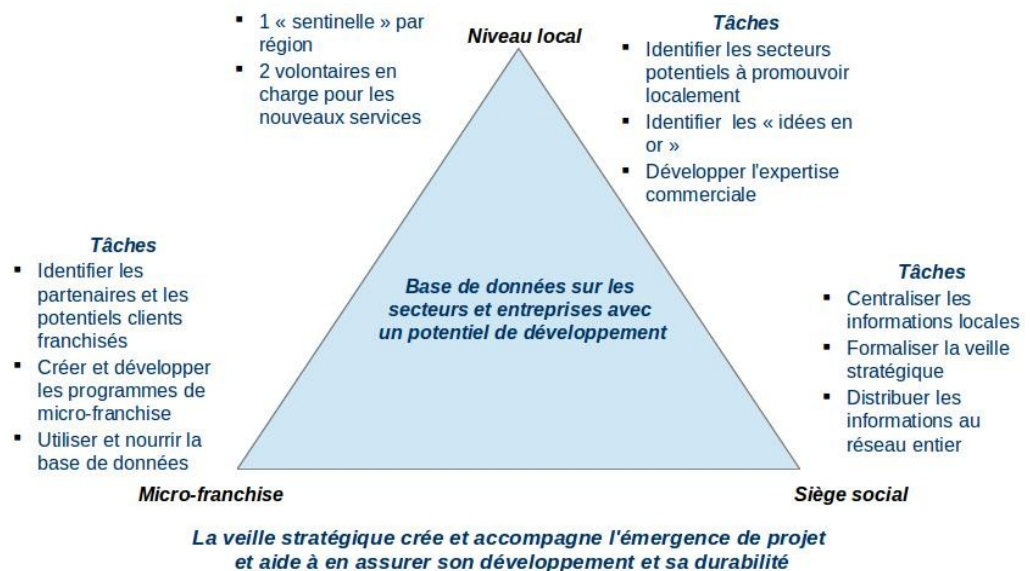 ▪ 1 « sentinelle » par
région
▪ 2 volontaires en
charge pour les
nouveaux services
Niveau local
Tâches
▪ Identifier les secteurs
potentiels à promouvoir
localement
▪ Identifier les « idées en
or »
▪ Développer l'expertise
commerciale
Tâches
▪ Identifier les
partenaires et les
potentiels clients
franchisés
▪ Créer et développer
les programmes de
micro-franchise
▪ Utiliser et nourrir la
base de données
Base de données sur les
secteurs et entreprises avec
un potentiel de développement
Tâches
▪ Centraliser les
informations locales
▪ Formaliser la veille
stratégique
▪ Distribuer les
informations au
réseau entier
Micro-franchise
Siège social
La veille stratégique crée et accompagne l'émergence de projet
et aide à en assurer son développement et sa durabilité